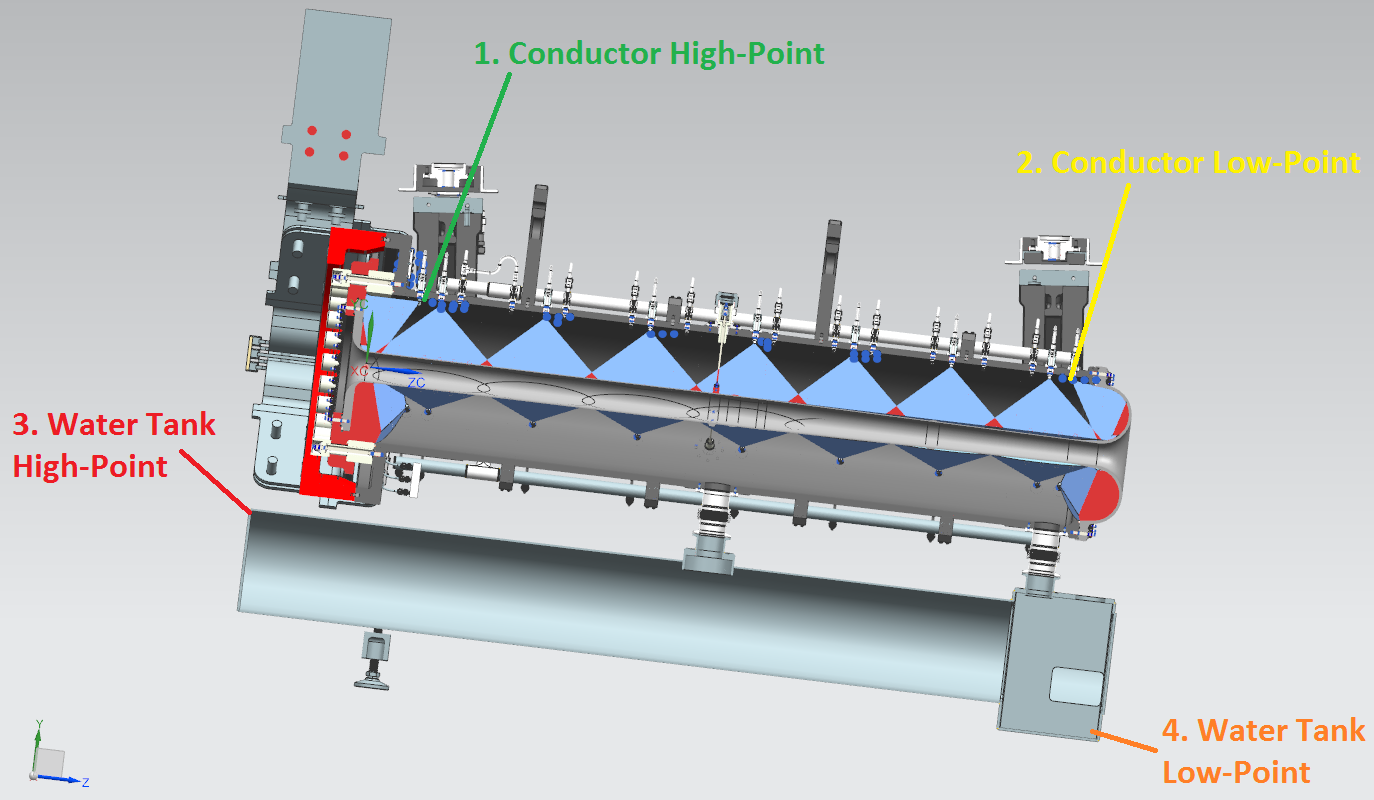 1. Conductor High-Point
2. Conductor Low-Point
YC
XC
ZC
3. Water Tank
High-Point
4. Water Tank
Low-Point
Y
Z